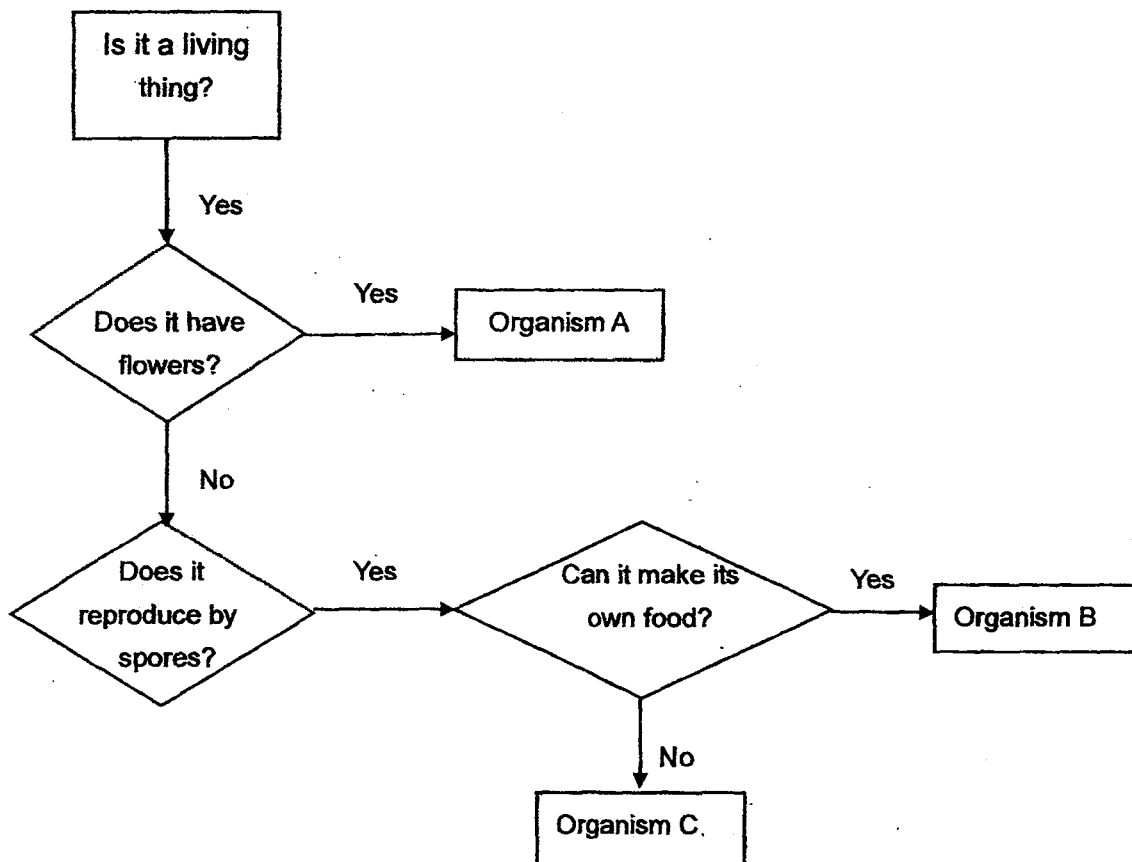 Is it a living
thing?
Yes
Does it have
flowers?
Yes
Organism A
No
Does it
reproduce by
spores?
Yes
Can it make its
own food?
Yes
Organism B
No
Organism C